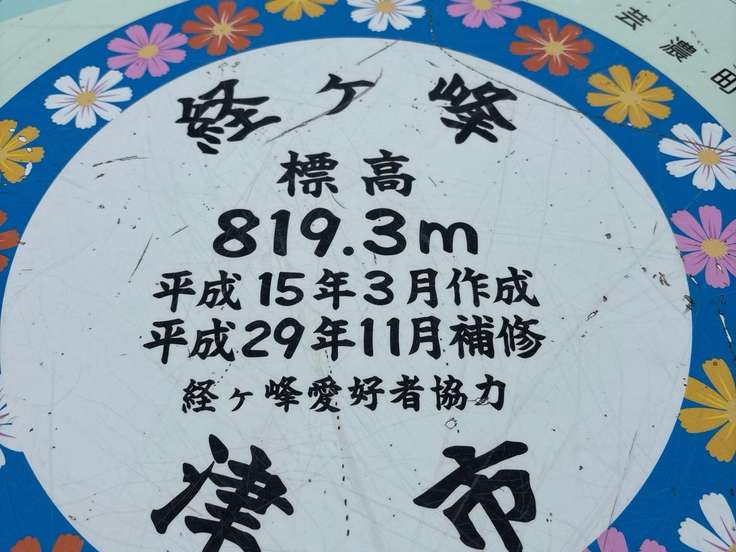 芸濃町
経ヶ峰
標高
819.3m
平成15年3月作成
平成29年11月補修
経ヶ峰愛好者協力
津市